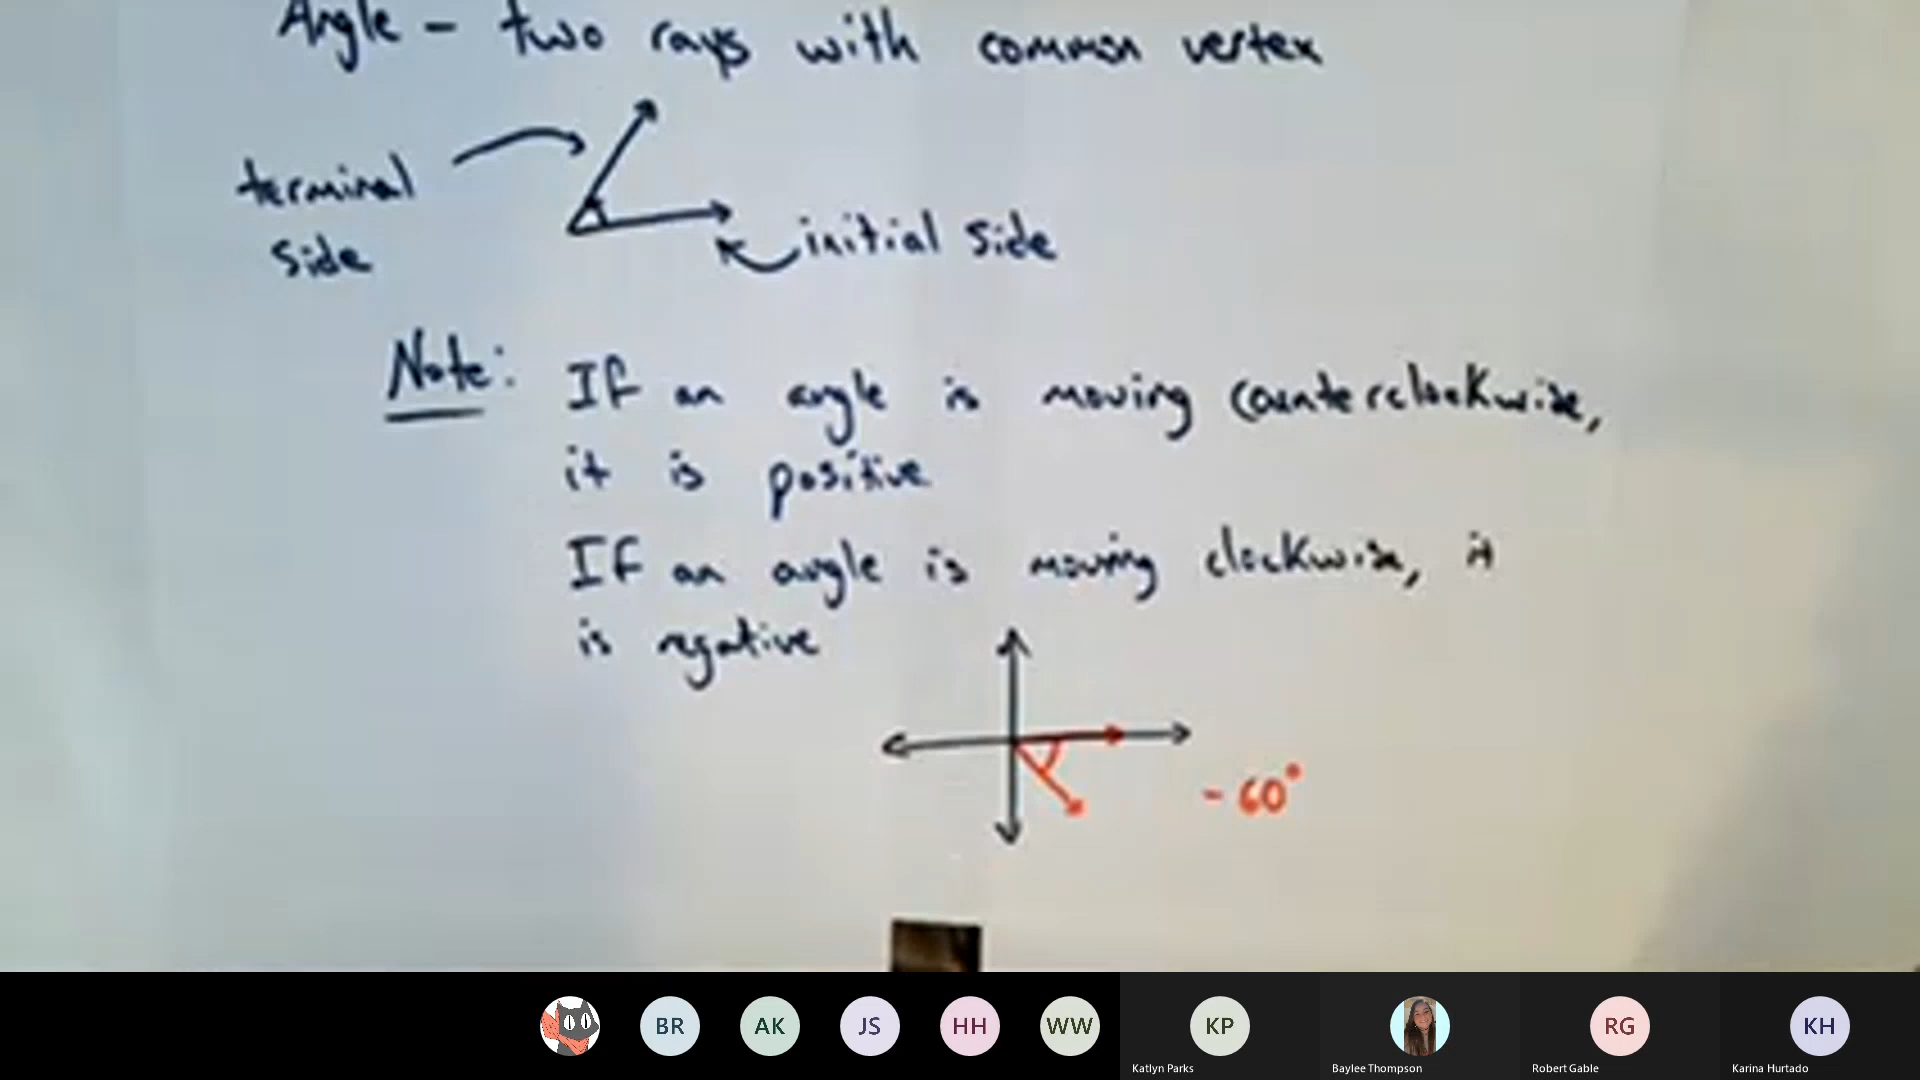 Angle - two rays with common vertex
terminal
side
initial side
Note: If an angle is moving counterclockwise,
it is positive
If an angle is moving clockwise, it
is negative
- 60°
BR
AK
JS
HH
WW
KP
RG
KH
Katlyn Parks
Baylee Thompson
Robert Gable
Karina Hurtado